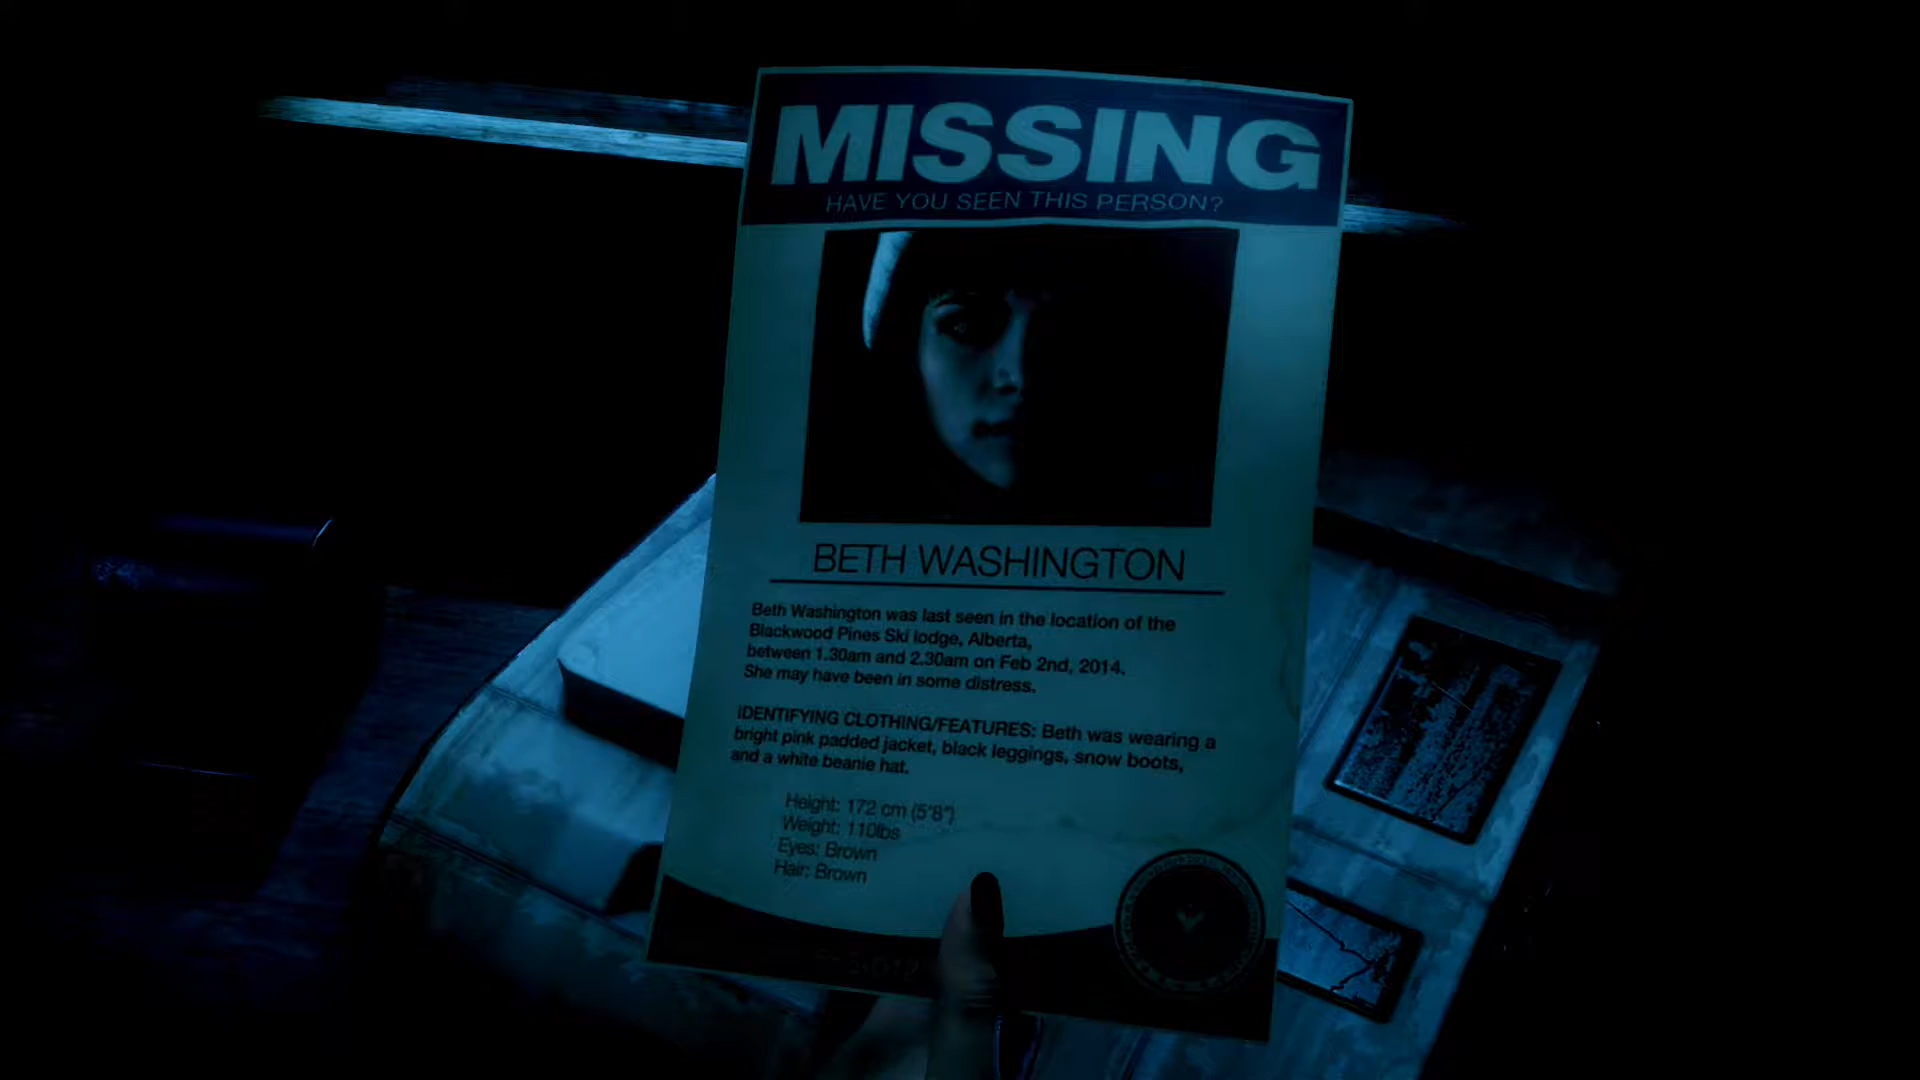 MISSING
HAVE YOU SEEN THIS PERSON?
BETH WASHINGTON
Beth Washington was last seen in the location of the
Blackwood Pines Ski lodge, Alberta,
between 1.30am and 2.30am on Feb 2nd, 2014.
She may have been in some distress.
IDENTIFYING CLOTHING/FEATURES: Beth was wearing a
bright pink padded jacket, black leggings, snow boots,
and a white beanie hat.
Height: 172 cm (5"8")
Weight: 110lbs
Eyes: Brown
Hair: Brown